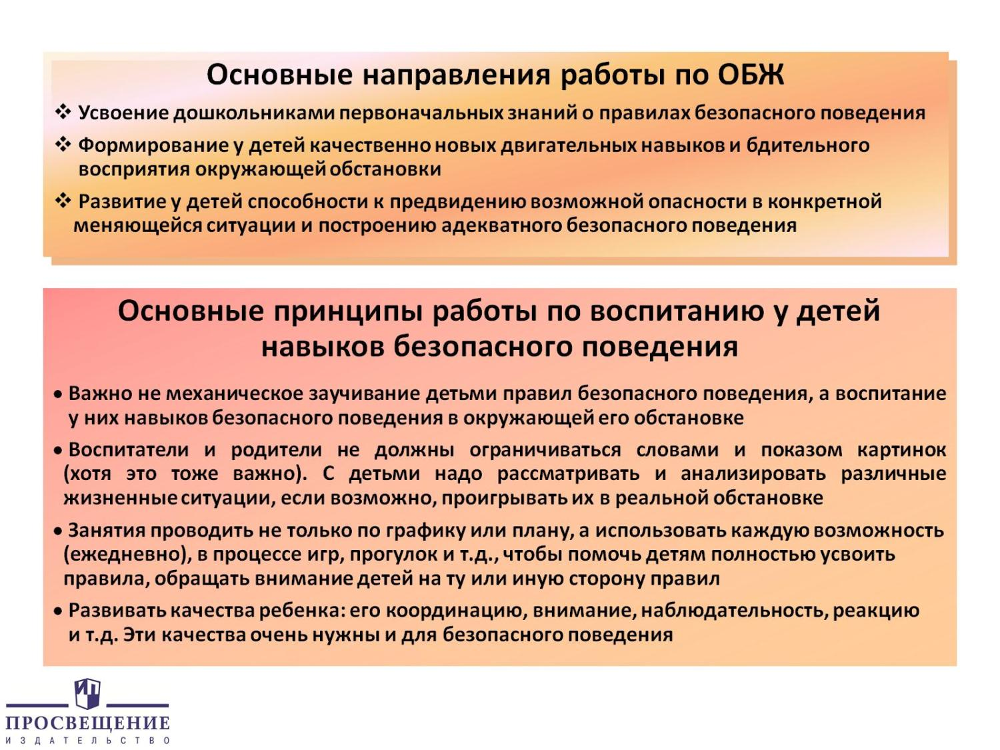 Основные направления работы по ОБЖ
❖ Усвоение дошкольниками первоначальных знаний о правилах безопасного поведения
❖ Формирование у детей качественно новых двигательных навыков и бдительного
восприятия окружающей обстановки
❖ Развитие у детей способности к предвидению возможной опасности в конкретной
меняющейся ситуации и построению адекватного безопасного поведения
Основные принципы работы по воспитанию у детей
навыков безопасного поведения
• Важно не механическое заучивание детьми правил безопасного поведения, а воспитание
у них навыков безопасного поведения в окружающей его обстановке
• Воспитатели и родители не должны ограничиваться словами и показом картинок
(хотя это тоже важно). С детьми надо рассматривать и анализировать различные
жизненные ситуации, если возможно, проигрывать их в реальной обстановке
• Занятия проводить не только по графику или плану, а использовать каждую возможность
(ежедневно), в процессе игр, прогулок и т.д., чтобы помочь детям полностью усвоить
правила, обращать внимание детей на ту или иную сторону правил
• Развивать качества ребенка: его координацию, внимание, наблюдательность, реакцию
и т.д. Эти качества очень нужны и для безопасного поведения
ИП
ПРОСВЕЩЕНИЕ
ИЗДАТЕЛЬСТВО